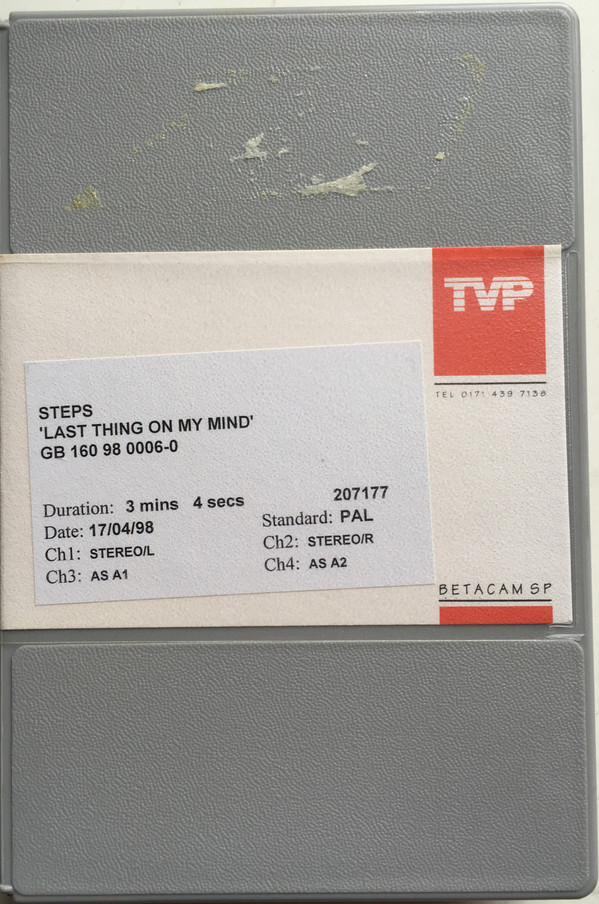 TVP
TEL 0171 439 7138
STEPS
'LAST THING ON MY MIND'
GB 160 98 0006-0
207177
Duration: 3 mins 4 secs
Standard: PAL
Date: 17/04/98
Ch1: STEREO/L
Ch2: STEREO/R
Ch3: AS A1
Ch4: AS A2
BETACAM SP